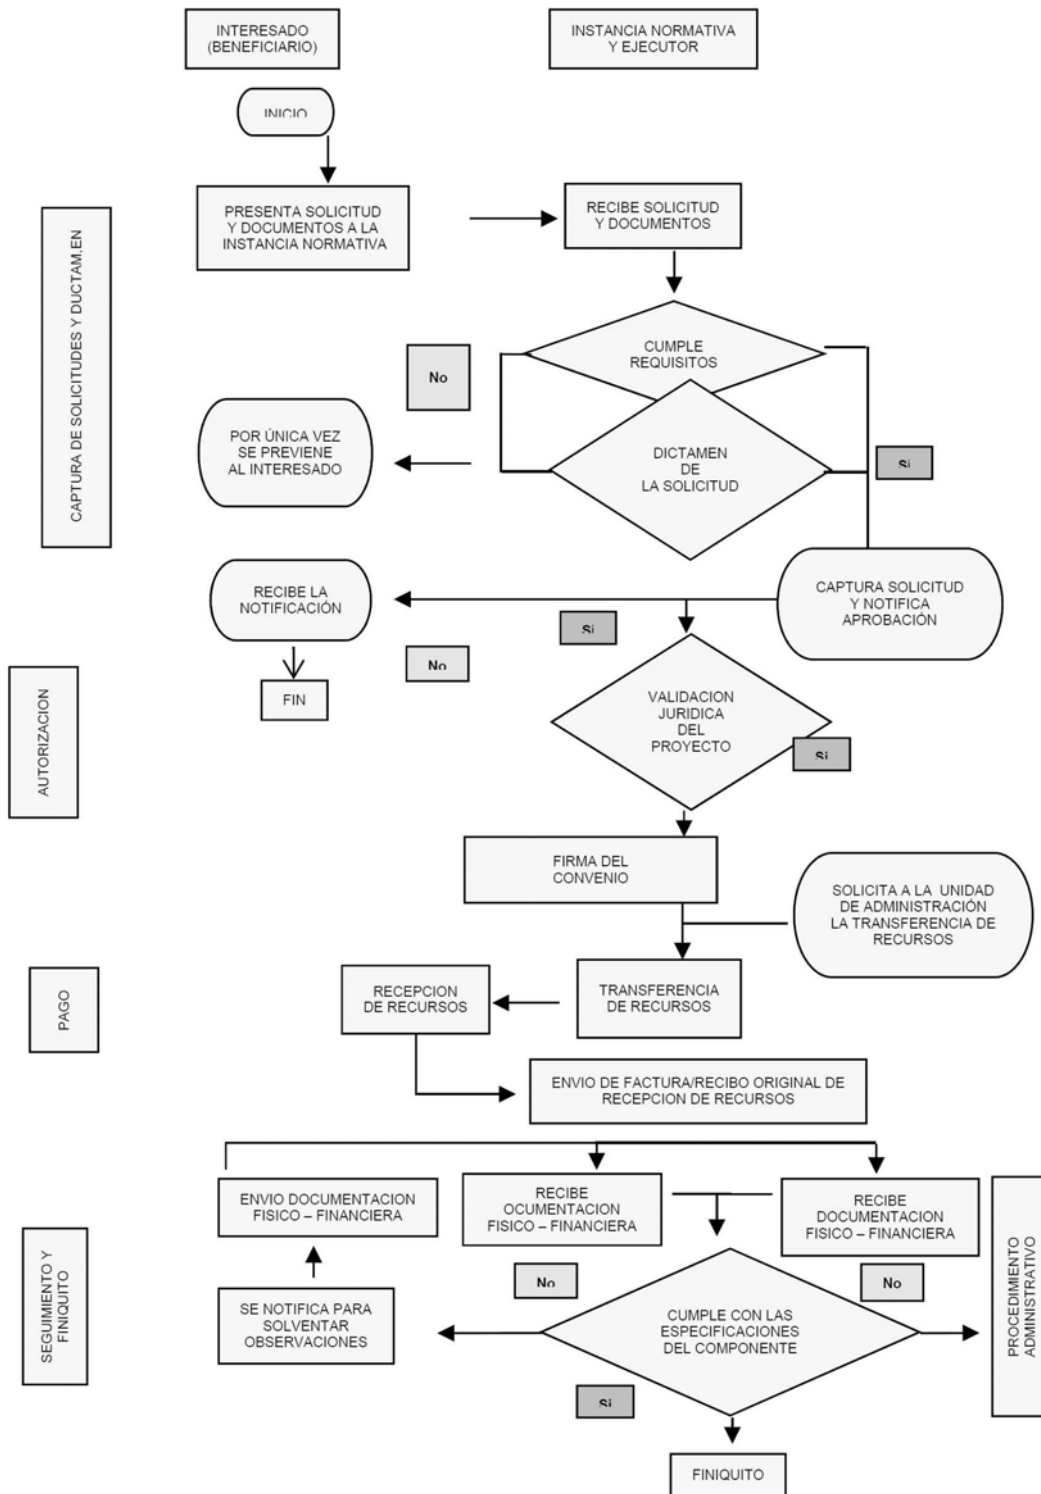 INTERESADO
(BENEFICIARIO)
INSTANCIA NORMATIVA
Y EJECUTOR
INICIO
CAPTURA DE SOLICITUDES Y DUCTAM.EN
PRESENTA SOLICITUD
Y DOCUMENTOS A LA
INSTANCIA NORMATIVA
RECIBE SOLICITUD
Y DOCUMENTOS
CUMPLE
REQUISITOS
No
POR ÚNICA VEZ
SE PREVIENE
AL INTERESADO
DICTAMEN
DE
LA SOLICITUD
Si
RECIBE LA
NOTIFICACIÓN
CAPTURA SOLICITUD
Y NOTIFICA
APROBACIÓN
Si
No
FIN
AUTORIZACION
VALIDACION
JURIDICA
DEL
PROYECTO
Si
FIRMA DEL
CONVENIO
SOLICITA A LA UNIDAD
DE ADMINISTRACIÓN
LA TRANSFERENCIA DE
RECURSOS
PAGO
RECEPCION
DE RECURSOS
TRANSFERENCIA
DE RECURSOS
ENVIO DE FACTURA/RECIBO ORIGINAL DE
RECEPCION DE RECURSOS
SEGUIMIENTO Y
FINIQUITO
ENVIO DOCUMENTACION
FISICO – FINANCIERA
RECIBE
OCUMENTACION
FISICO – FINANCIERA
RECIBE
DOCUMENTACION
FISICO – FINANCIERA
PROCEDIMIENTO
ADMINISTRATIVO
No
No
SE NOTIFICA PARA
SOLVENTAR
OBSERVACIONES
CUMPLE CON LAS
ESPECIFICACIONES
DEL COMPONENTE
Si
FINIQUITO